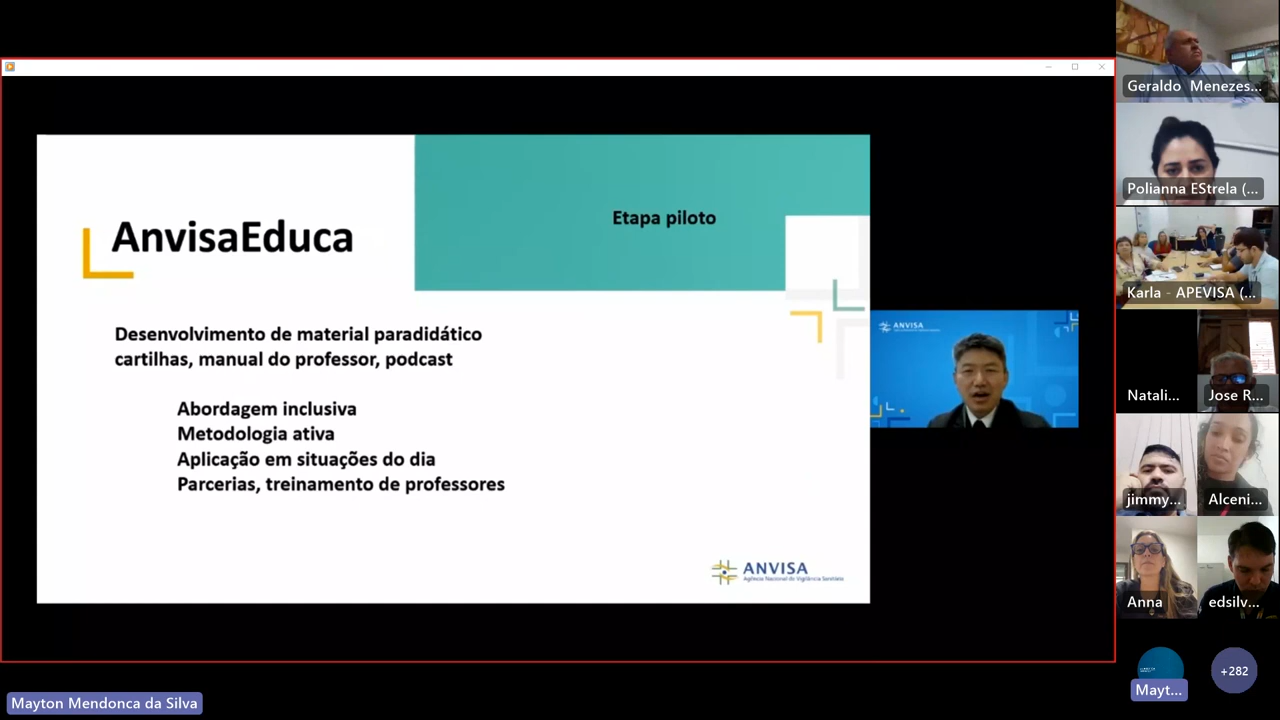 AnvisaEduca
Etapa piloto
Desenvolvimento de material paradidático
cartilhas, manual do professor, podcast
Abordagem inclusiva
Metodologia ativa
Aplicação em situações do dia
Parcerias, treinamento de professores
ANVISA
Agência Nacional de Vigilância Sanitária
ANVISA
Geraldo Menezes...
Polianna EStrela (...
Karla - APEVISA (...
Natali...
Jose R...
jimmy...
Alceni...
Anna
edsilv...
Mayt...
+282
Mayton Mendonca da Silva